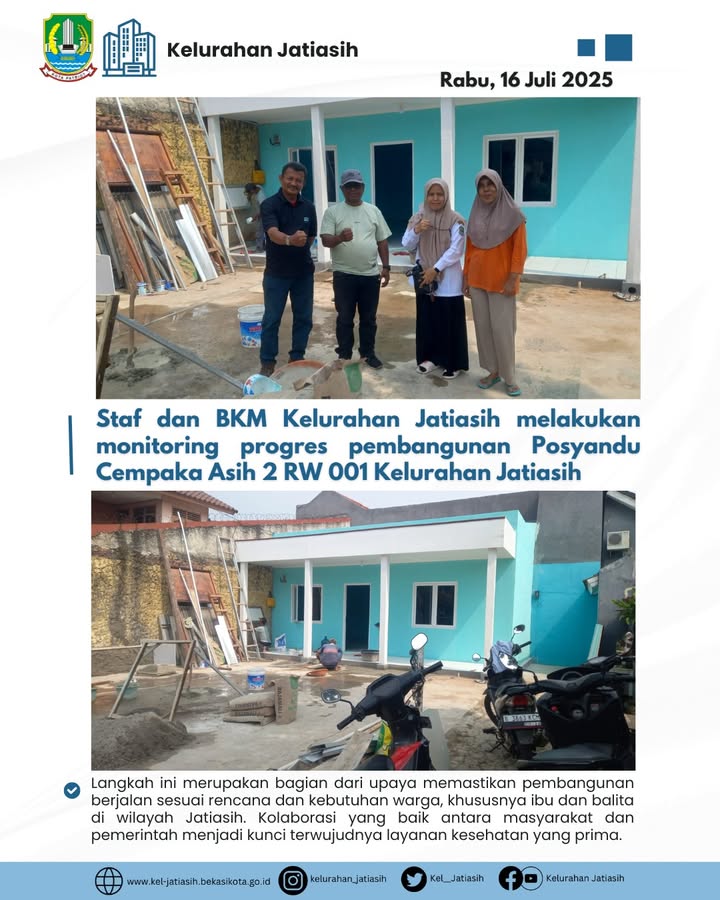 Kelurahan Jatiasih
Rabu, 16 Juli 2025
Staf dan BKM Kelurahan Jatiasih melakukan
monitoring progres pembangunan Posyandu
Cempaka Asih 2 RW 001 Kelurahan Jatiasih
Langkah ini merupakan bagian dari upaya memastikan pembangunan
berjalan sesuai rencana dan kebutuhan warga, khususnya ibu dan balita
di wilayah Jatiasih. Kolaborasi yang baik antara masyarakat dan
pemerintah menjadi kunci terwujudnya layanan kesehatan yang prima.
www.kel-jatiasih.bekasikota.go.id
kelurahan_jatiasih
Kel__Jatiasih
Kelurahan Jatiasih